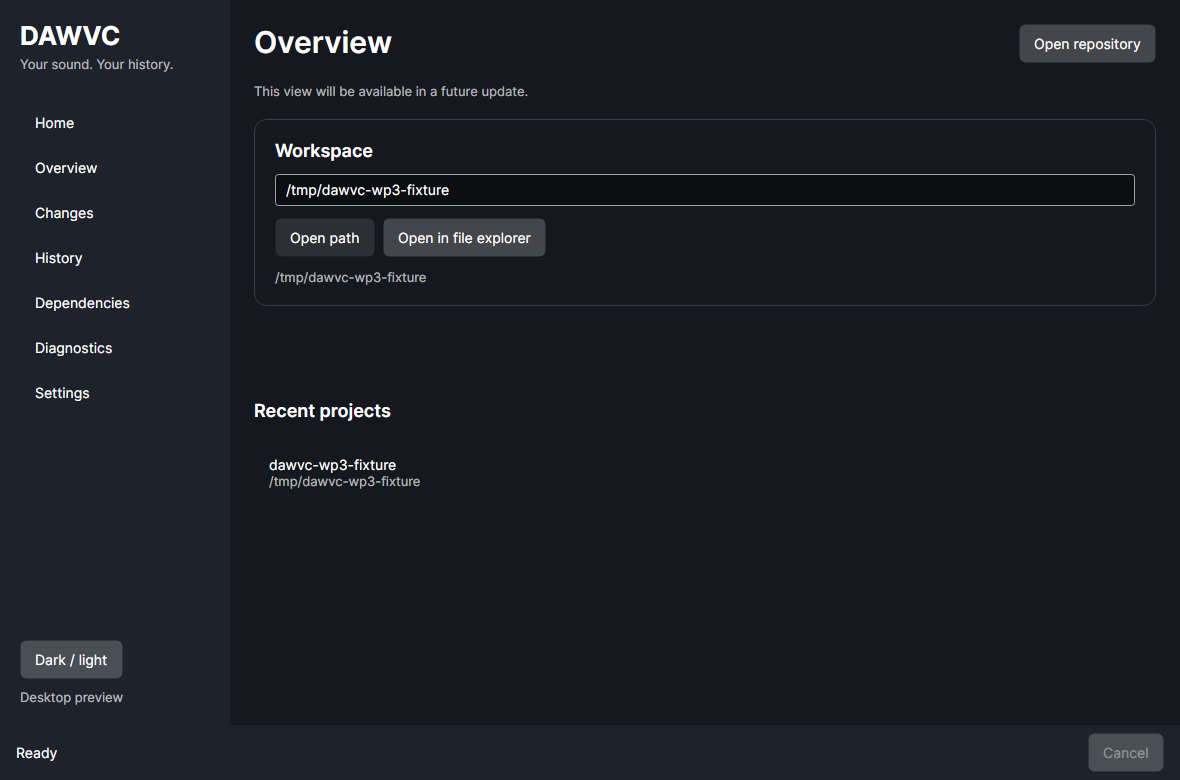 DAWVC
Your sound. Your history.
Home
Overview
Changes
History
Dependencies
Diagnostics
Settings
Dark / light
Desktop preview
Overview
Open repository
This view will be available in a future update.
Workspace
/tmp/dawvc-wp3-fixture
Open path
Open in file explorer
/tmp/dawvc-wp3-fixture
Recent projects
dawvc-wp3-fixture
/tmp/dawvc-wp3-fixture
Ready
Cancel